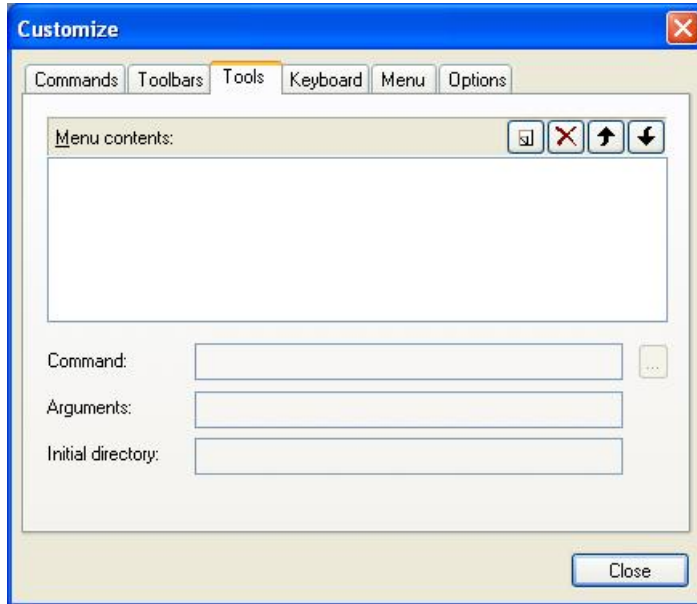 Customize
Commands Toolbars Tools Keyboard Menu Options
Menu contents:
Command:
...
Arguments:
Initial directory:
Close